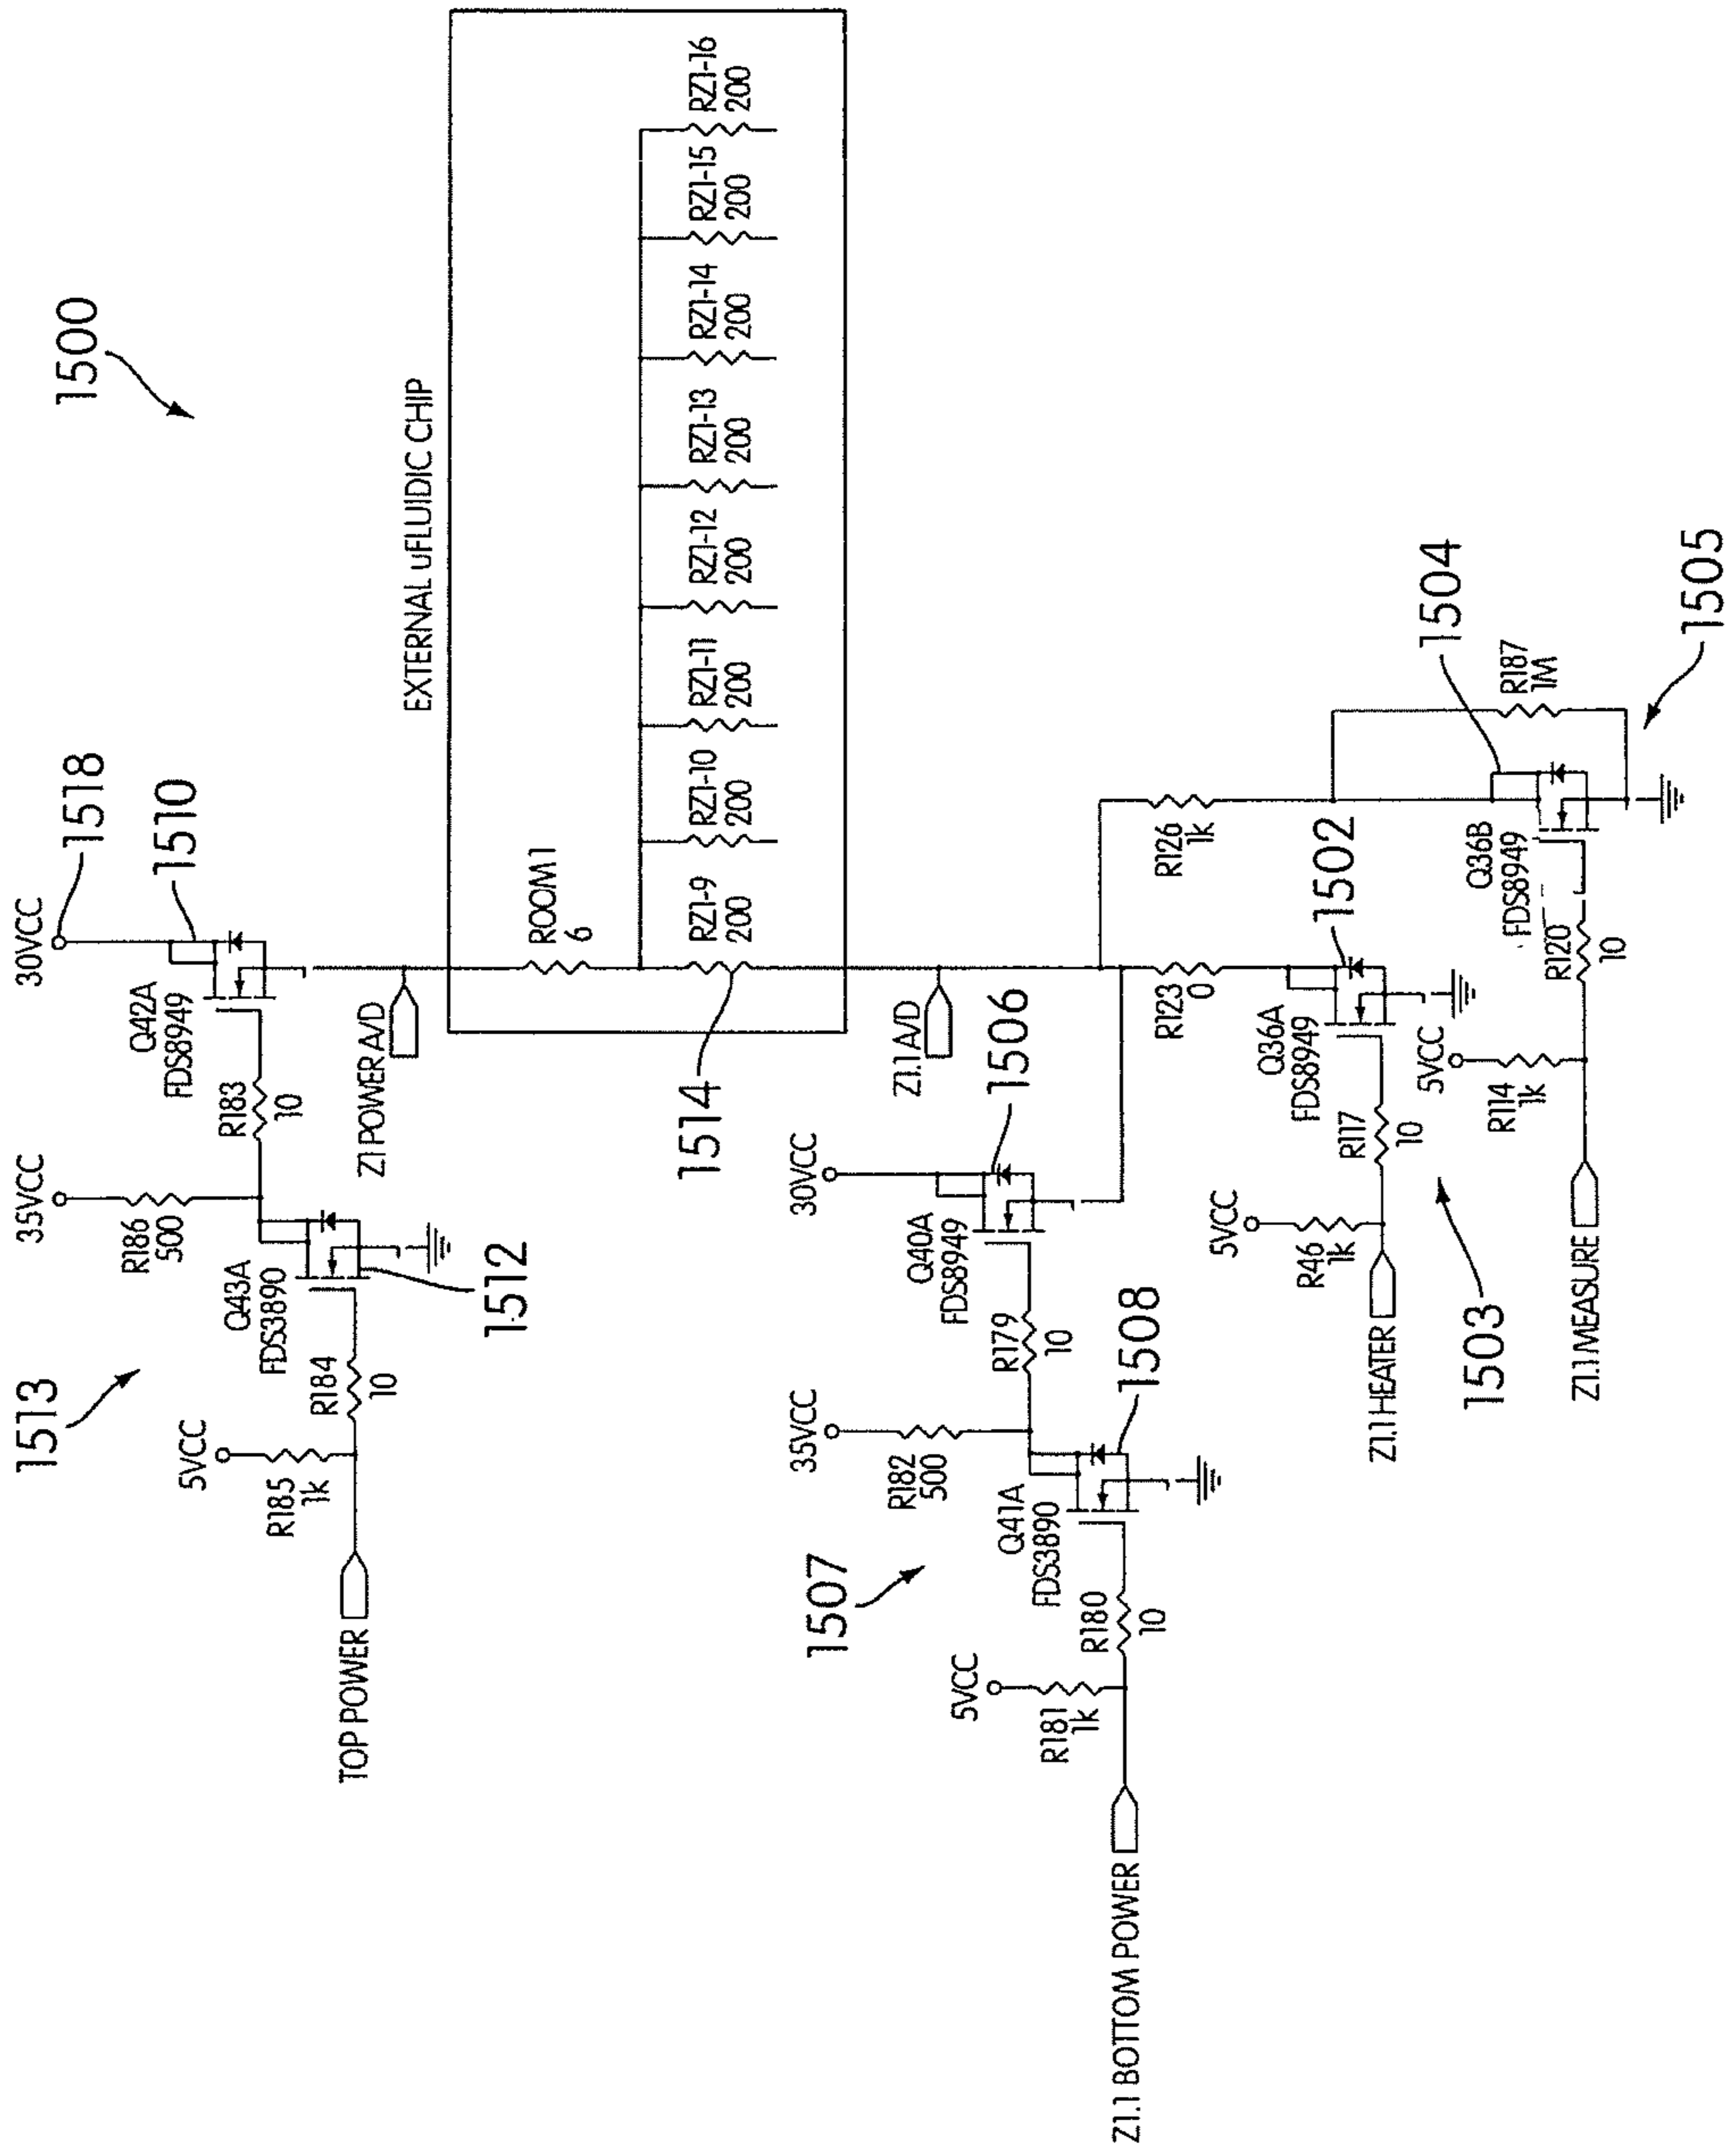 1500
EXTERNAL uFLUIDIC CHIP
RZ1-16
200
RZ1-15
200
RZ1-14
200
RZ1-13
200
RZ1-12
200
RZ1-11
200
RZ1-10
200
RZ1-9
200
ROOM 1
6
1514
1518
30VCC
1510
Q42A
FDS8949
R183
10
Z1 POWER A/D
35VCC
R186
500
Q43A
FDS3890
1512
R184
10
1513
5VCC
R185
1k
TOP POWER
Z1.1 A/D
1506
30VCC
Q40A
FDS8949
R179
10
1508
35VCC
R182
500
Q41A
FDS3890
R180
10
1507
5VCC
R181
1k
Z1.1 BOTTOM POWER
R126
1k
R123
0
1502
Q36A
FDS8949
R117
10
5VCC
R46
1k
Z1.1 HEATER
1503
1504
R187
1M
1505
Q36B
FDS8949
R120
10
5VCC
R114
1k
Z1.1 MEASURE